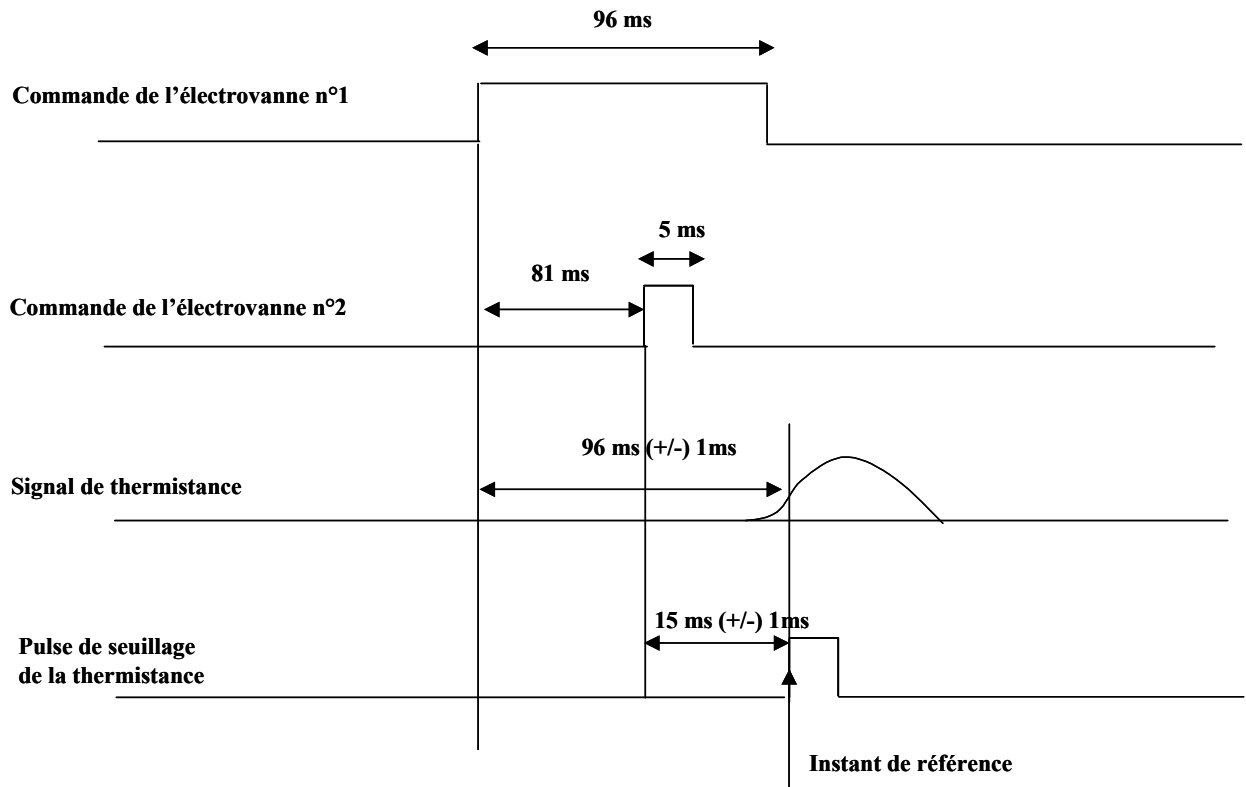 96 ms
Commande de l'électrovanne n°1
5 ms
81 ms
Commande de l'électrovanne n°2
96 ms (+/-) 1ms
Signal de thermistance
15 ms (+/-) 1ms
Pulse de seuillage
de la thermistance
Instant de référence